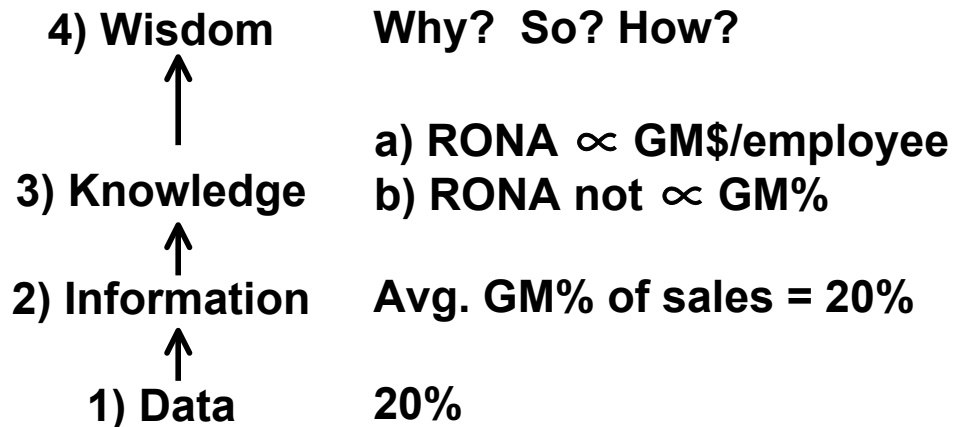 4) Wisdom Why? So? How?
a) RONA ∝ GM$/employee
3) Knowledge b) RONA not ∝ GM%
2) Information Avg. GM% of sales = 20%
1) Data 20%